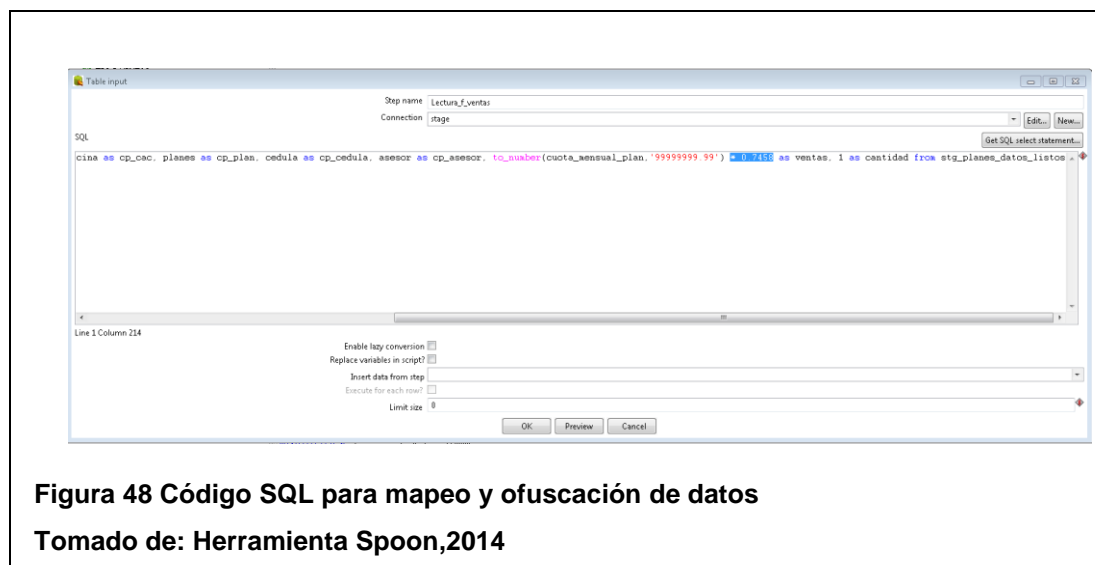 Table input
Step name Lectura_f_ventas
Connection stage Edit... New...
SQL Get SQL select statement...
cina as cp_cac, planes as cp_plan, cedula as cp_cedula, asesor as cp_asesor, to_number(cuota_mensual_plan,'99999999.99') * 0.7458 as ventas, 1 as cantidad from stg_planes_datos_listos
Line 1 Column 214
Enable lazy conversion
Replace variables in script?
Insert data from step
Execute for each row?
Limit size 0
OK Preview Cancel
Figura 48 Código SQL para mapeo y ofuscación de datos
Tomado de: Herramienta Spoon,2014